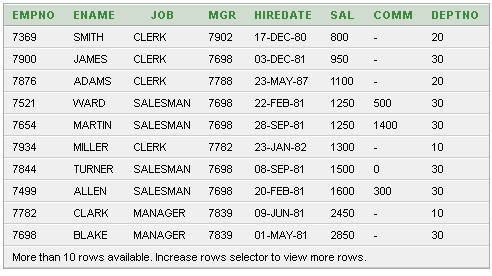 EMPNO ENAME JOB MGR HIREDATE SAL COMM DEPTNO
7369 SMITH CLERK 7902 17-DEC-80 800 - 20
7900 JAMES CLERK 7698 03-DEC-81 950 - 30
7876 ADAMS CLERK 7788 23-MAY-87 1100 - 20
7521 WARD SALESMAN 7698 22-FEB-81 1250 500 30
7654 MARTIN SALESMAN 7698 28-SEP-81 1250 1400 30
7934 MILLER CLERK 7782 23-JAN-82 1300 - 10
7844 TURNER SALESMAN 7698 08-SEP-81 1500 0 30
7499 ALLEN SALESMAN 7698 20-FEB-81 1600 300 30
7782 CLARK MANAGER 7839 09-JUN-81 2450 - 10
7698 BLAKE MANAGER 7839 01-MAY-81 2850 - 30
More than 10 rows available. Increase rows selector to view more rows.